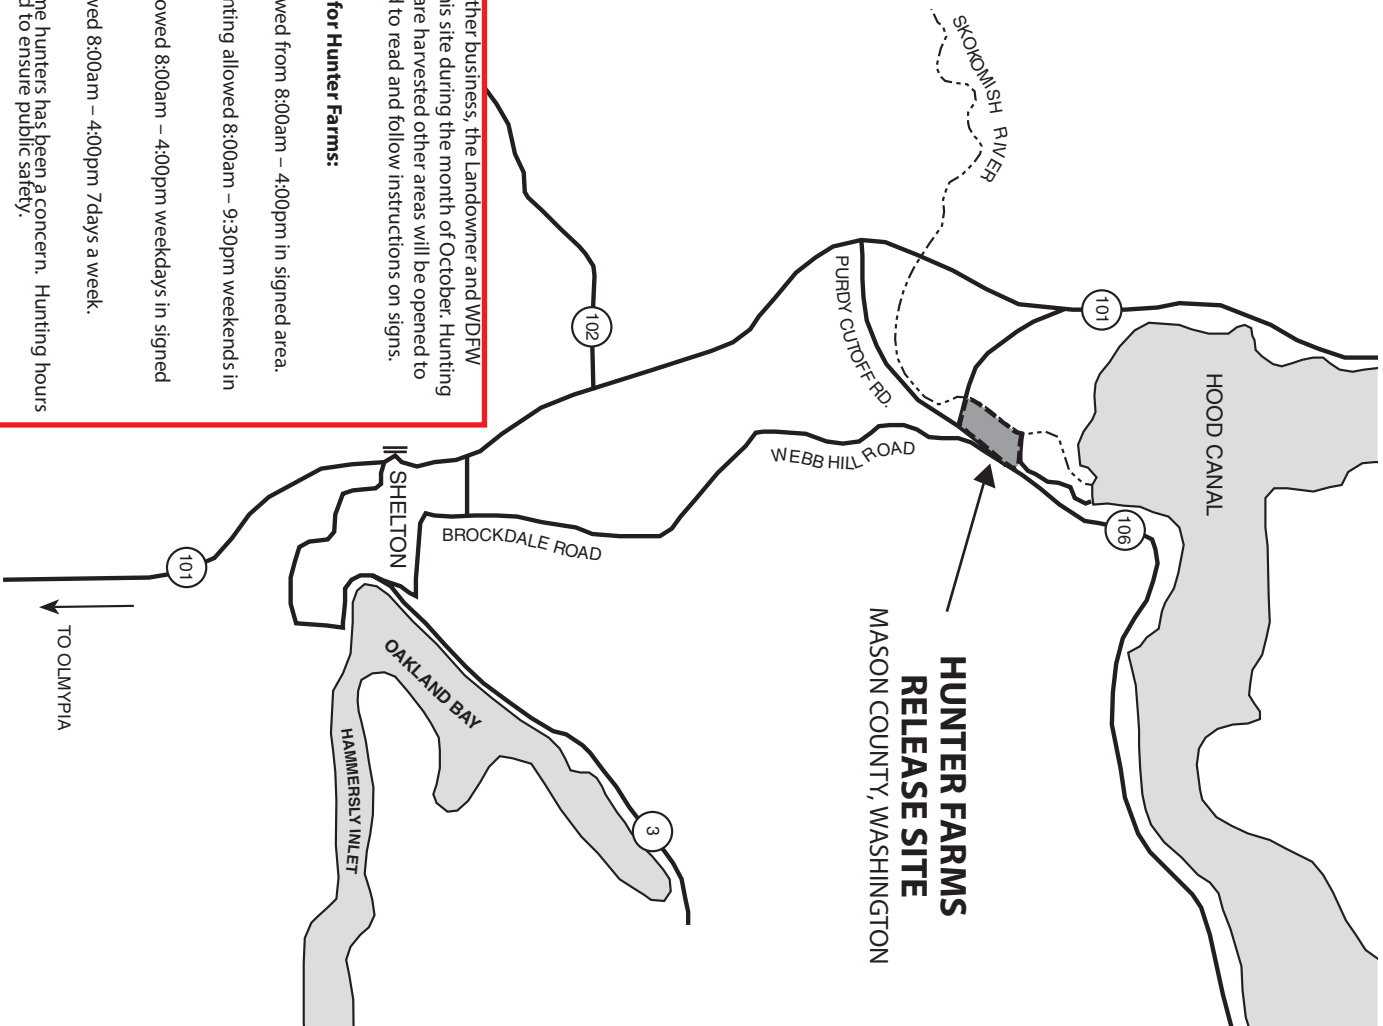 ther business, the Landowner and WDFW
his site during the month of October. Hunting
are harvested other areas will be opened to
d to read and follow instructions on signs.
for Hunter Farms:
wed from 8:00am – 4:00pm in signed area.
nting allowed 8:00am – 9:30pm weekends in
owed 8:00am – 4:00pm weekdays in signed
ved 8:00am – 4:00pm 7days a week.
me hunters has been a concern. Hunting hours
d to ensure public safety.
HOOD CANAL
101
SKOKOMISH RIVER
106
PURDY CUTOFF RD.
WEBB HILL ROAD
HUNTER FARMS
RELEASE SITE
MASON COUNTY, WASHINGTON
102
BROCKDALE ROAD
3
SHELTON
OAKLAND BAY
HAMMERSLY INLET
101
TO OLMYPIA